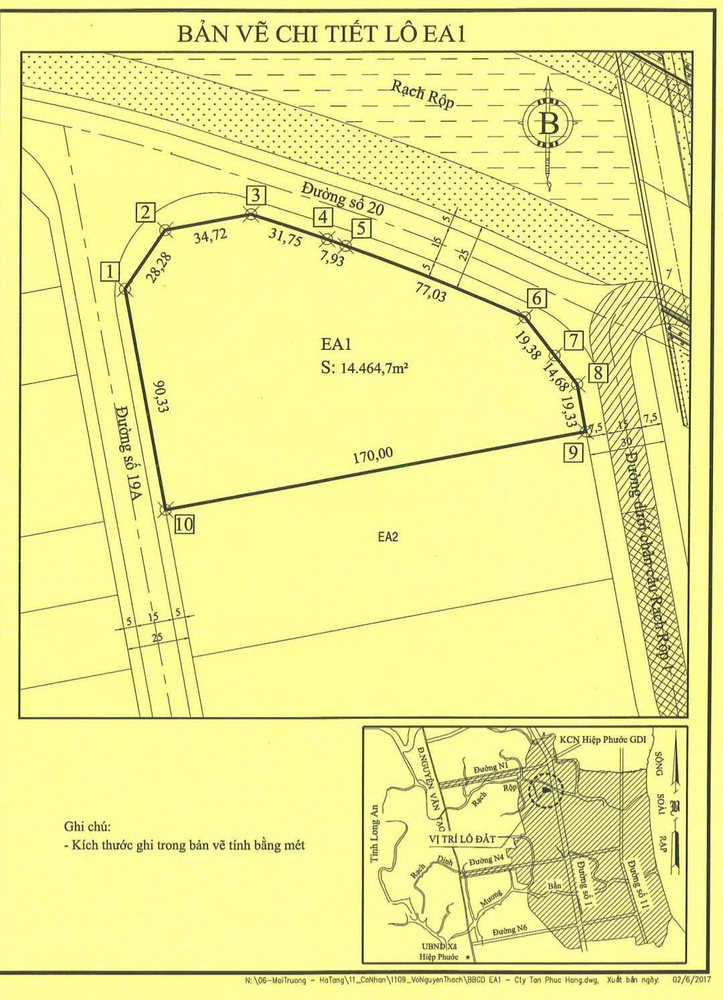 BẢN VẼ CHI TIẾT LÔ EA1
Rạch Rộp
B
Đường số 20
3
2
4
5
34,72
31,75
7,93
5
15
25
5
1
28,28
77,03
6
19,38
7
EA1
S: 14.464,7m²
14,68
8
90,33
19,33
7,5
15
7,5
30
Đường số 19A
170,00
9
10
EA2
Đường dưới chân cầu Rạch Rộp 1
5
15
5
25
Ghi chú:
- Kích thước ghi trong bản vẽ tính bằng mét
KCN Hiệp Phước GDI
Đ.NGUYỄN VĂN TẠO
Đường N1
Rạch
Rộp
SÔNG
SOÀI
RẠP
B
Tỉnh Long An
VỊ TRÍ LÔ ĐẤT
Rạch
Dinh
Đường N4
Mương
Bần
Đường số 1
Đường số 11
Đường N6
UBND Xã
Hiệp Phước
N:\06-MoiTruong - HaTang\11_CaNhan\1109_VoNguyenThach\BBGD EA1 - Cty Tan Phuc Hong.dwg, Xuất bản ngày: 02/6/2017